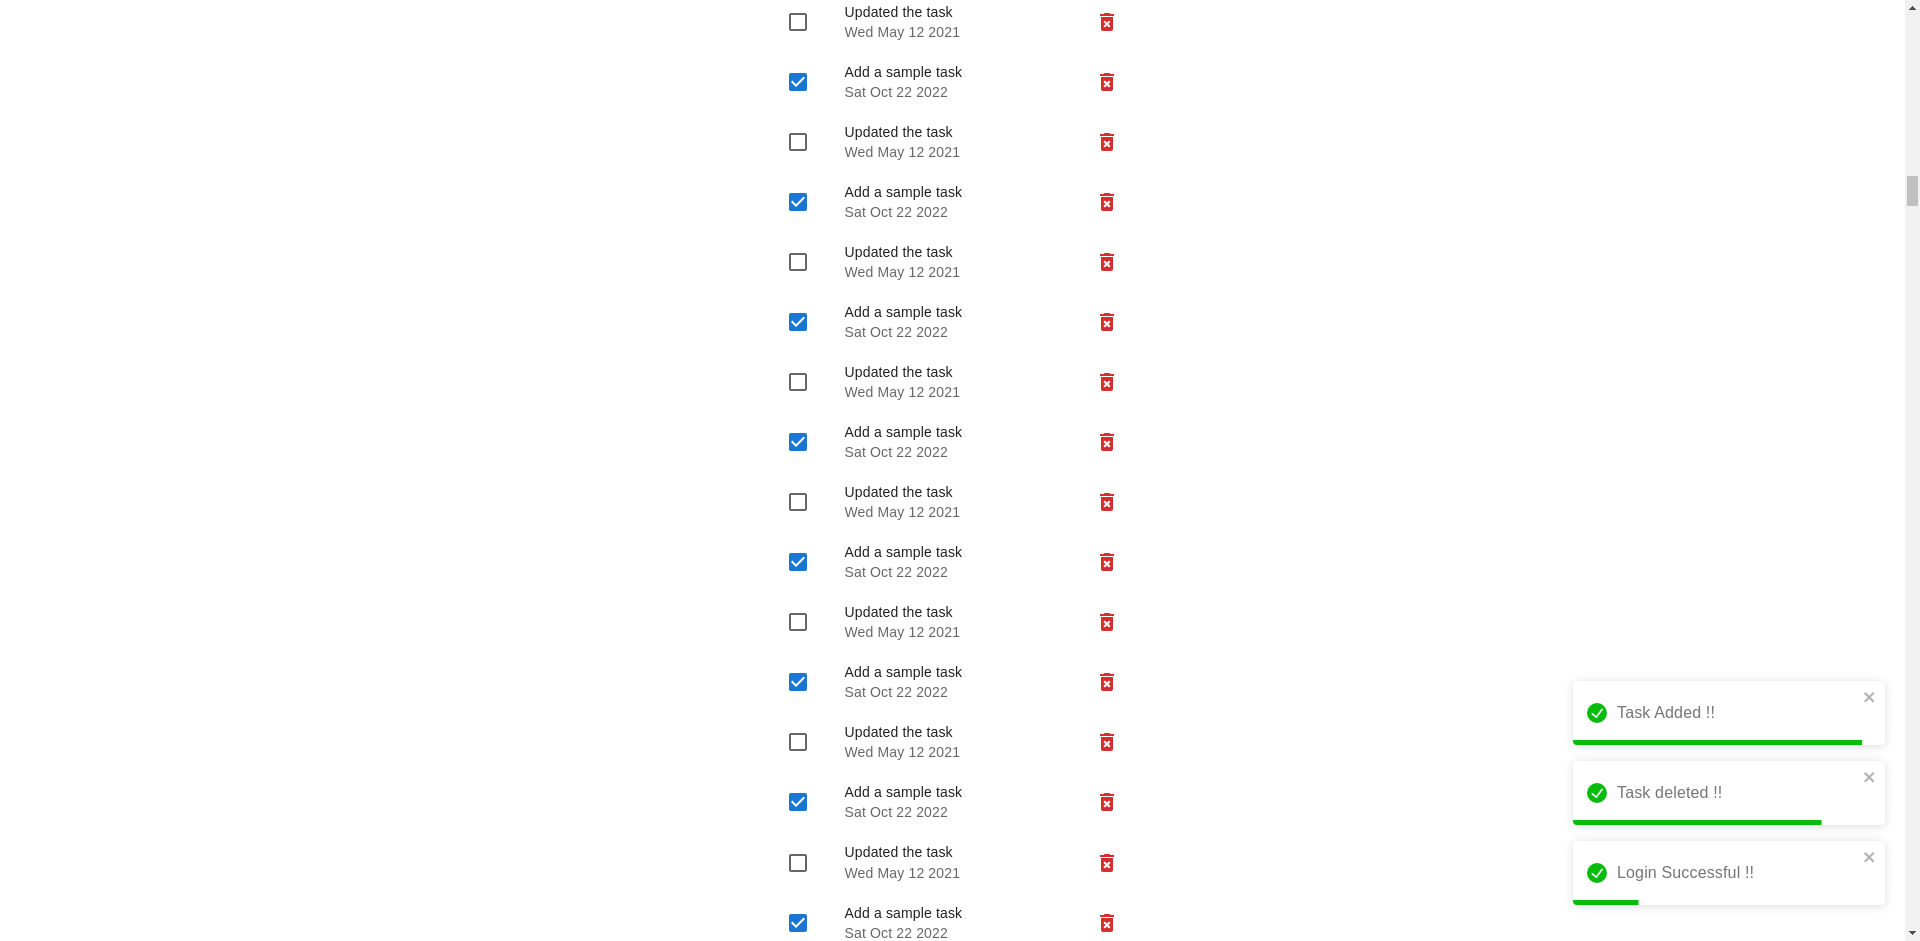 Updated the task
Wed May 12 2021
Add a sample task
Sat Oct 22 2022
Updated the task
Wed May 12 2021
Add a sample task
Sat Oct 22 2022
Updated the task
Wed May 12 2021
Add a sample task
Sat Oct 22 2022
Updated the task
Wed May 12 2021
Add a sample task
Sat Oct 22 2022
Updated the task
Wed May 12 2021
Add a sample task
Sat Oct 22 2022
Updated the task
Wed May 12 2021
Add a sample task
Sat Oct 22 2022
Updated the task
Wed May 12 2021
Add a sample task
Sat Oct 22 2022
Updated the task
Wed May 12 2021
Add a sample task
Sat Oct 22 2022
Task Added !!
Task deleted !!
Login Successful !!